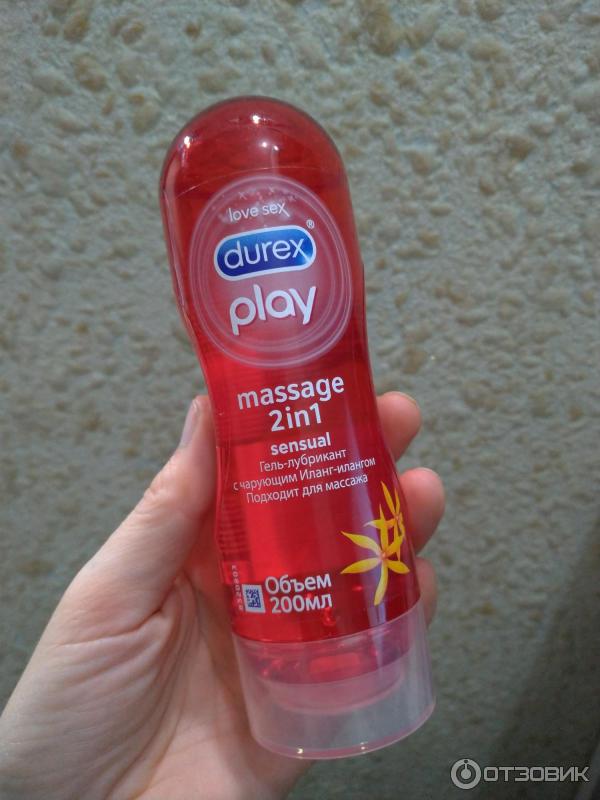 love sex
durex®
play
massage
2in1
sensual
Гель-лубрикант
с чарующим Иланг-илангом
Подходит для массажа
Объем
200мл
ОТЗОВИК